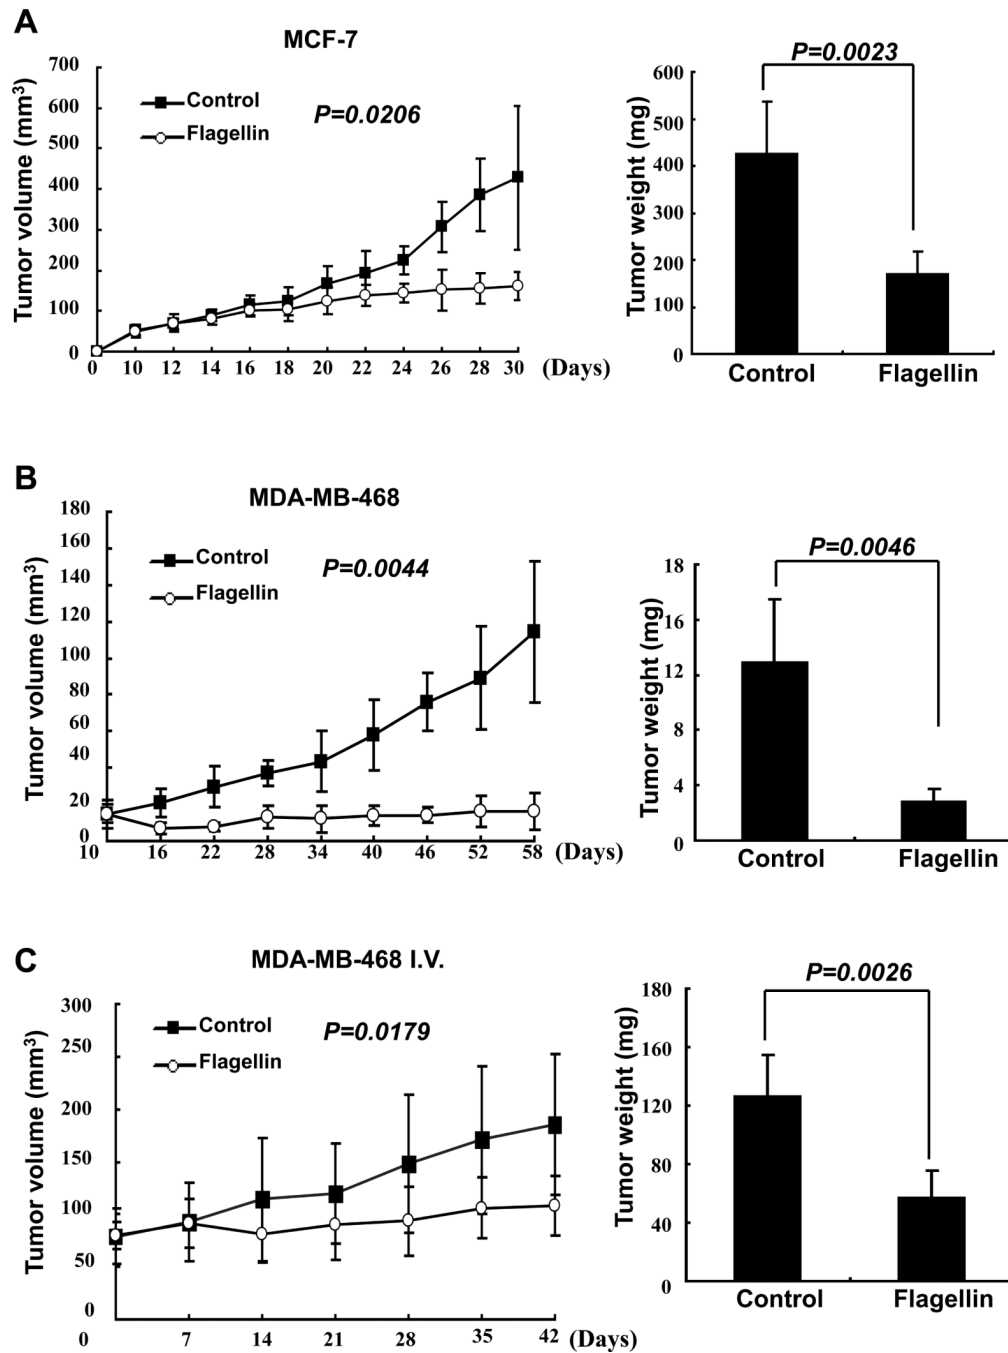 A
MCF-7
Tumor volume (mm³)
700
600
500
400
300
200
100
0
Control
Flagellin
P=0.0206
0 10 12 14 16 18 20 22 24 26 28 30 (Days)
P=0.0023
Tumor weight (mg)
600
500
400
300
200
100
0
Control Flagellin
B
MDA-MB-468
Tumor volume (mm³)
180
160
140
120
100
80
60
40
20
0
Control
Flagellin
P=0.0044
10 16 22 28 34 40 46 52 58 (Days)
P=0.0046
Tumor weight (mg)
18
16
12
8
4
0
Control Flagellin
C
MDA-MB-468 I.V.
Tumor volume (mm³)
300
250
200
150
100
50
0
Control
Flagellin
P=0.0179
0 7 14 21 28 35 42 (Days)
P=0.0026
Tumor weight (mg)
180
160
120
80
40
0
Control Flagellin